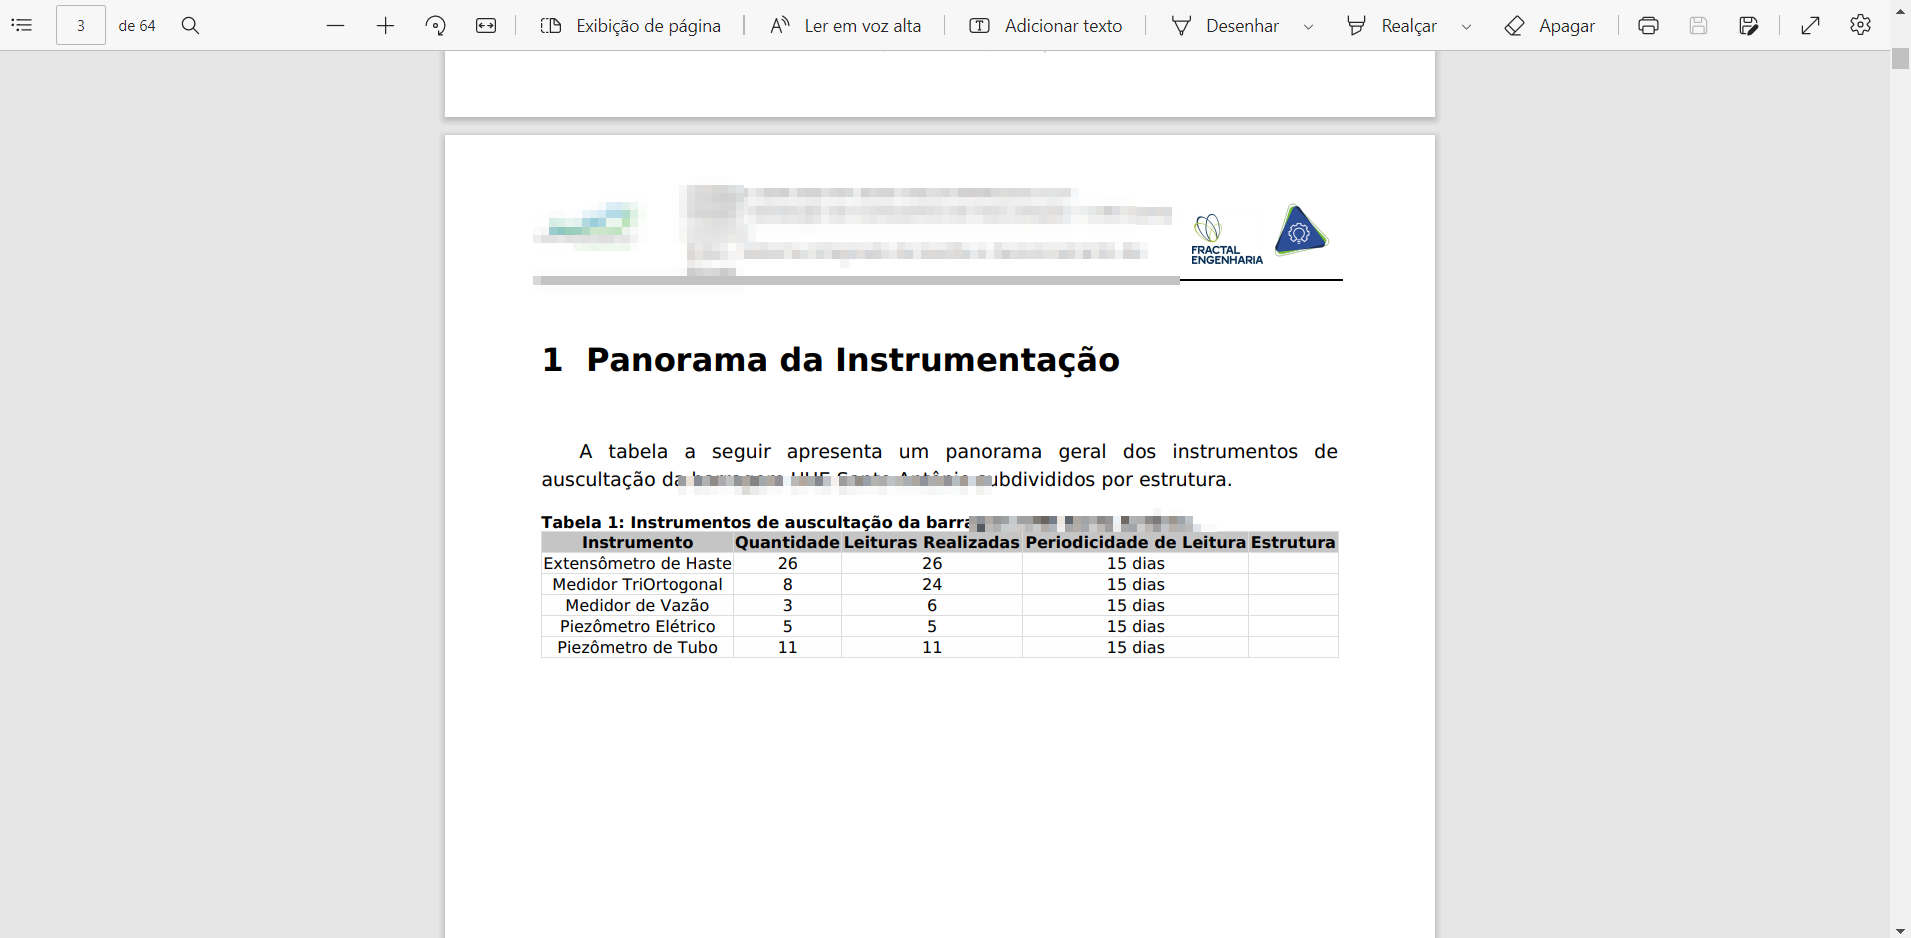 3 de 64 Exibição de página Ler em voz alta Adicionar texto Desenhar Realçar Apagar
FRACTAL
ENGENHARIA
1 Panorama da Instrumentação
A tabela a seguir apresenta um panorama geral dos instrumentos de
auscultação da subdivididos por estrutura.
Tabela 1: Instrumentos de auscultação da
Instrumento Quantidade Leituras Realizadas Periodicidade de Leitura Estrutura
Extensômetro de Haste 26 26 15 dias
Medidor TriOrtogonal 8 24 15 dias
Medidor de Vazão 3 6 15 dias
Piezômetro Elétrico 5 5 15 dias
Piezômetro de Tubo 11 11 15 dias